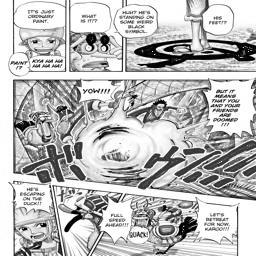 HIS
FEET!?
HUH? HE'S
STANDING ON
SOME WEIRD
BLACK
SYMBOL.
WHAT
IS IT!?
IT'S JUST
ORDINARY
PAINT.
PAINT
!?
KYA HA HA
HA HA HA!
BUT IT
MEANS THAT
YOU AND
YOUR
FRIENDS
ARE
DOOMED
!!!
YOW!!!
LET'S
RETREAT
FOR NOW,
KAROO!!
QUACK!
FULL
SPEED
AHEAD!!!
HE'S
ESCAPING
ON THE
DUCK!!